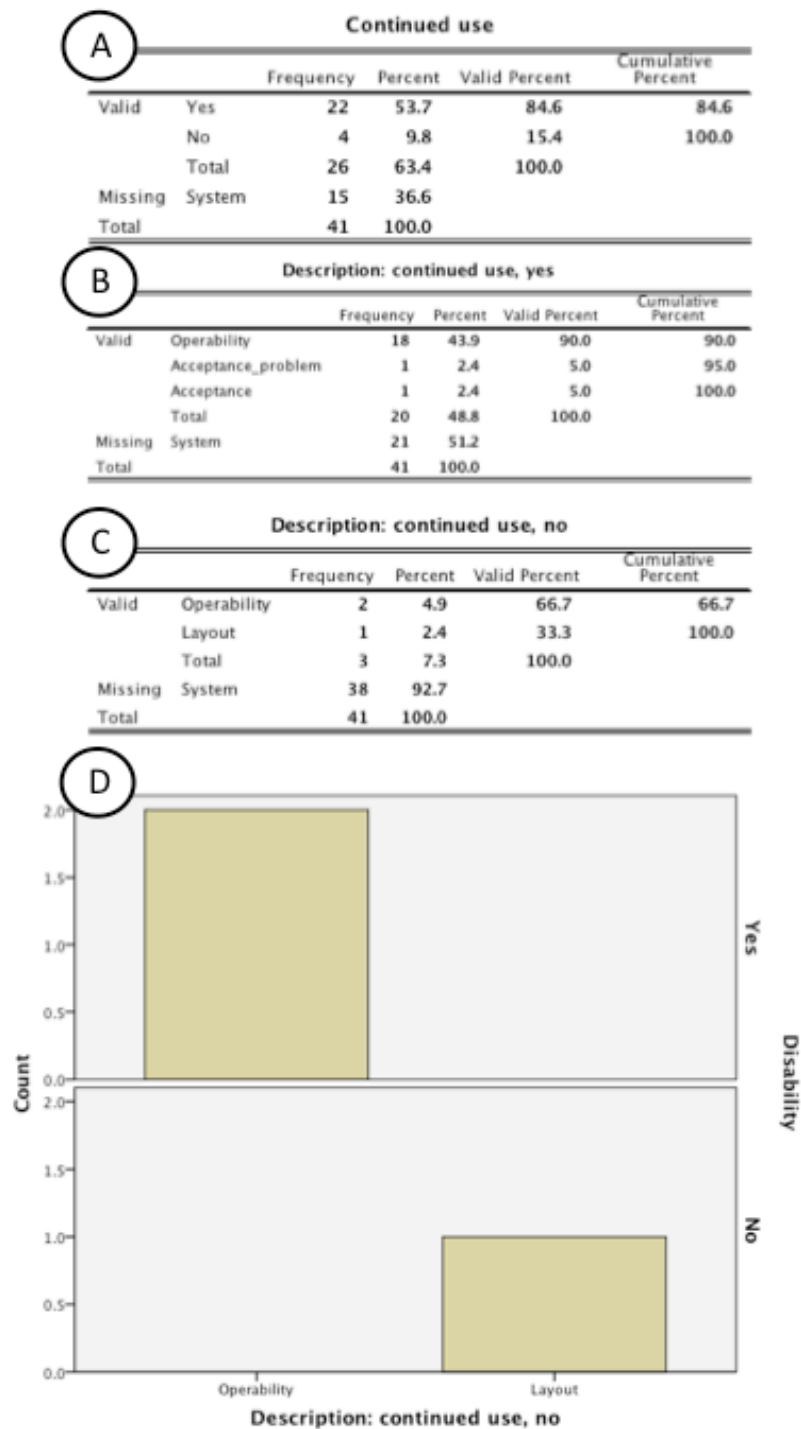 A
Continued use
Frequency Percent Valid Percent Cumulative Percent
Valid Yes 22 53.7 84.6 84.6
No 4 9.8 15.4 100.0
Total 26 63.4 100.0
Missing System 15 36.6
Total 41 100.0
B
Description: continued use, yes
Frequency Percent Valid Percent Cumulative Percent
Valid Operability 18 43.9 90.0 90.0
Acceptance_problem 1 2.4 5.0 95.0
Acceptance 1 2.4 5.0 100.0
Total 20 48.8 100.0
Missing System 21 51.2
Total 41 100.0
C
Description: continued use, no
Frequency Percent Valid Percent Cumulative Percent
Valid Operability 2 4.9 66.7 66.7
Layout 1 2.4 33.3 100.0
Total 3 7.3 100.0
Missing System 38 92.7
Total 41 100.0
D
2.0
1.5
1.0
0.5
0.0
Yes
Count
Disability
2.0
1.5
1.0
0.5
0.0
No
Operability Layout
Description: continued use, no